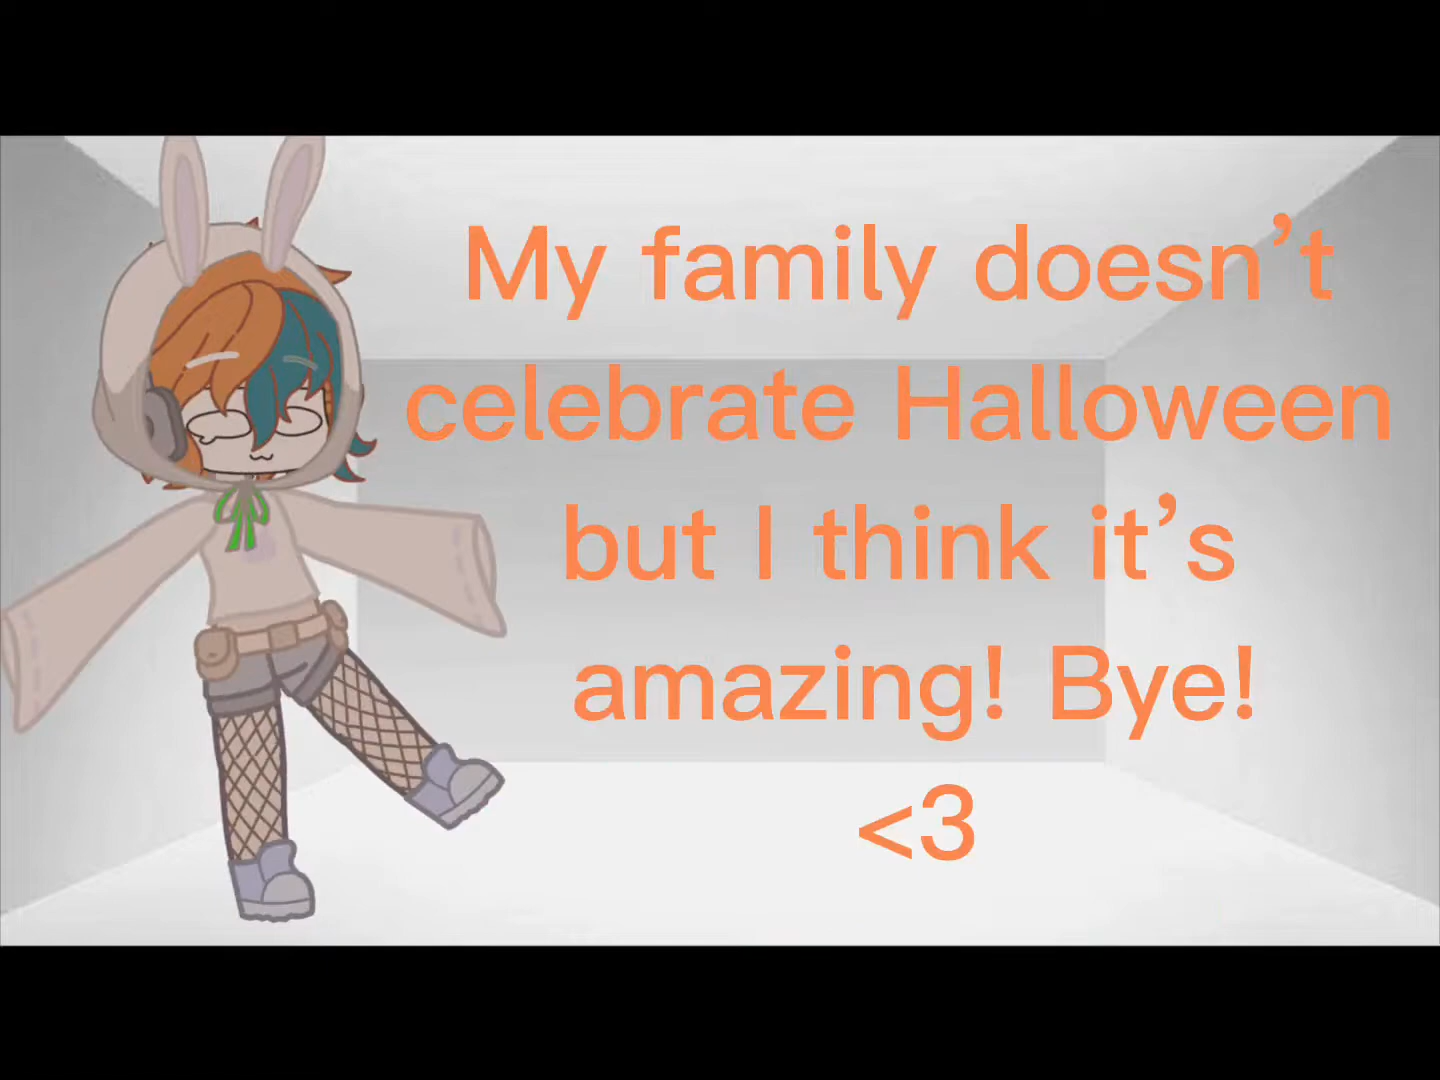 My family doesn’t
celebrate Halloween
but I think it’s
amazing! Bye!
<3